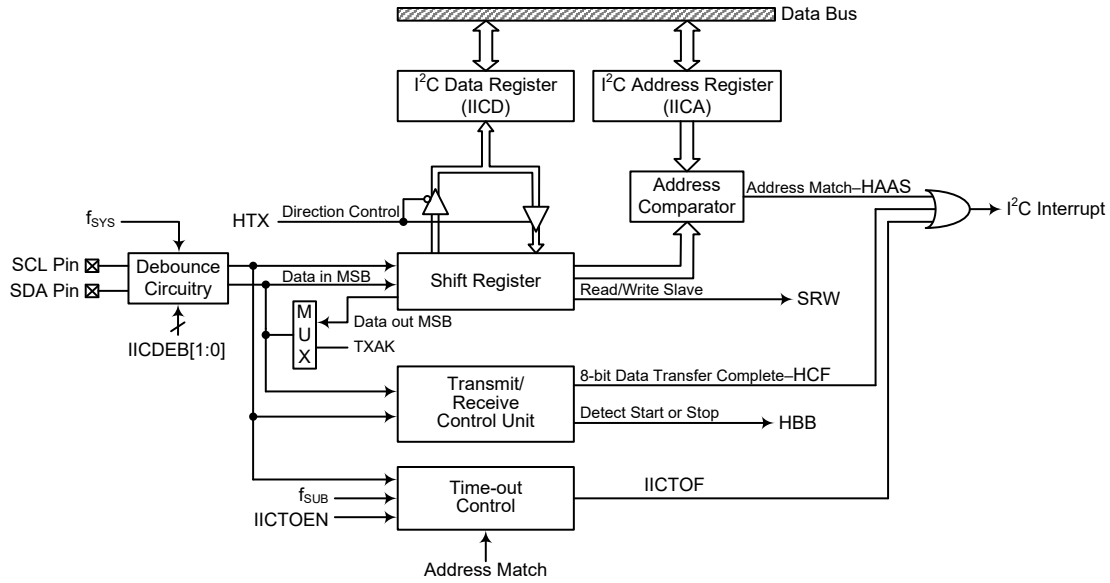 Data Bus
I²C Data Register
(IICD)
I²C Address Register
(IICA)
Address
Comparator
Address Match–HAAS
I²C Interrupt
HTX
Direction Control
fSYS
SCL Pin
SDA Pin
Debounce
Circuitry
IICDEB[1:0]
Data in MSB
Shift Register
Read/Write Slave
SRW
M
U
X
Data out MSB
TXAK
Transmit/
Receive
Control Unit
8-bit Data Transfer Complete–HCF
Detect Start or Stop
HBB
fSUB
IICTOEN
Time-out
Control
IICTOF
Address Match